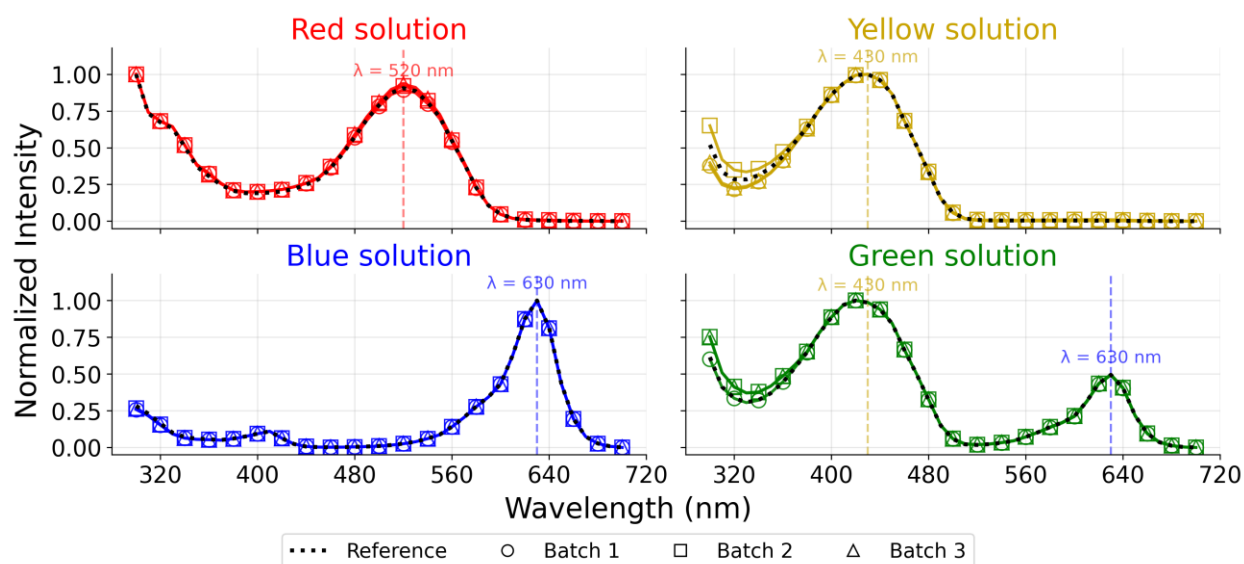 Red solution
Yellow solution
λ = 520 nm
λ = 430 nm
1.00
0.75
0.50
0.25
0.00
Normalized Intensity
Blue solution
Green solution
λ = 630 nm
λ = 430 nm
λ = 630 nm
1.00
0.75
0.50
0.25
0.00
320 400 480 560 640 720
320 400 480 560 640 720
Wavelength (nm)
Reference Batch 1 Batch 2 Batch 3